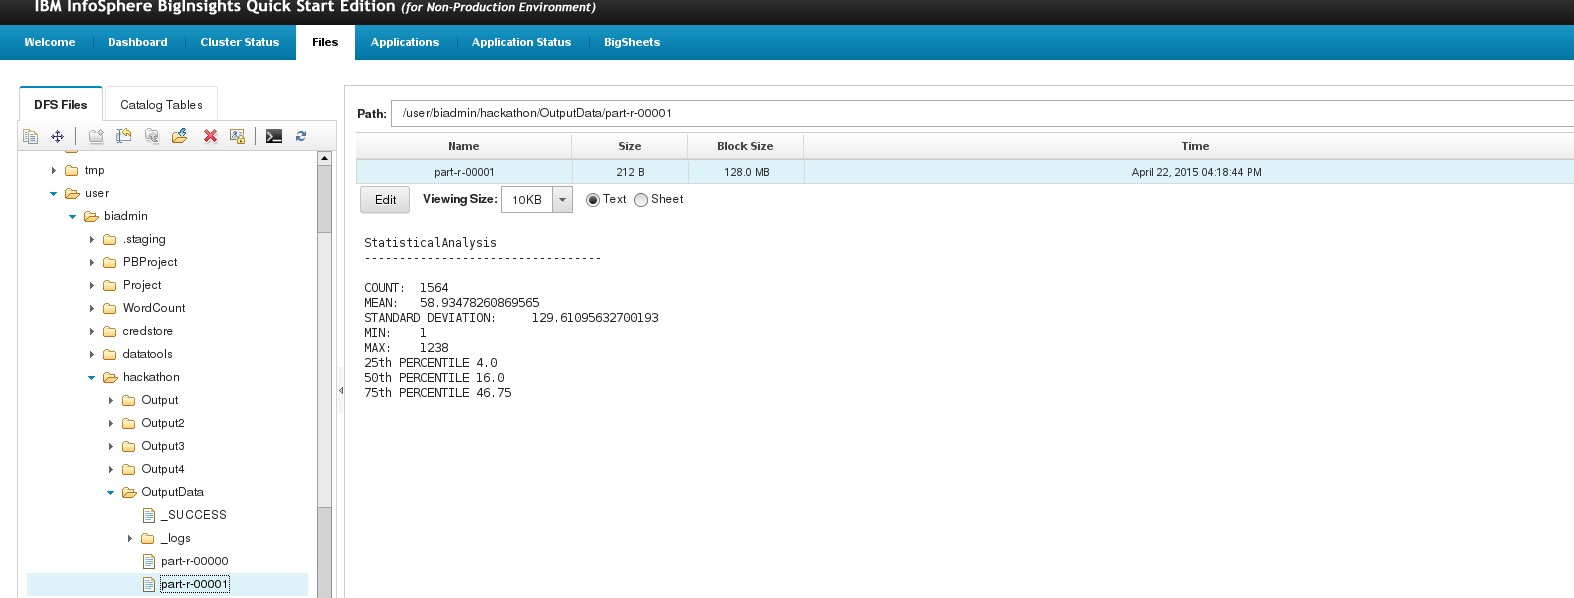 IBM InfoSphere BigInsights Quick Start Edition (for Non-Production Environment)
Welcome Dashboard Cluster Status Files Applications Application Status BigSheets
DFS Files Catalog Tables
tmp
user
biadmin
.staging
PBProject
Project
WordCount
credstore
datatools
hackathon
Output
Output2
Output3
Output4
OutputData
_SUCCESS
_logs
part-r-00000
part-r-00001
Path: /user/biadmin/hackathon/OutputData/part-r-00001
Name Size Block Size Time
part-r-00001 212 B 128.0 MB April 22, 2015 04:18:44 PM
Edit Viewing Size: 10KB Text Sheet
StatisticalAnalysis
----------------------------------
COUNT: 1564
MEAN: 58.93478260869565
STANDARD DEVIATION: 129.61095632700193
MIN: 1
MAX: 1238
25th PERCENTILE 4.0
50th PERCENTILE 16.0
75th PERCENTILE 46.75